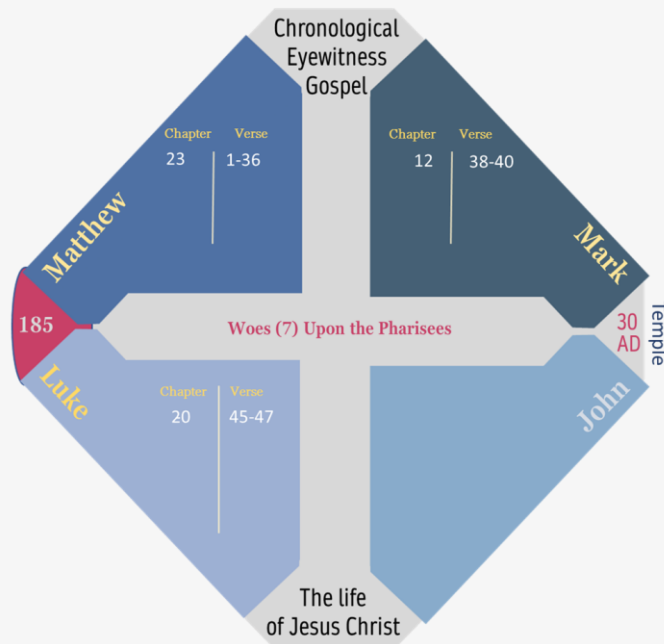 Chronological
Eyewitness
Gospel
Chapter Verse
23 1-36
Matthew
Chapter Verse
12 38-40
Mark
185
Woes (7) Upon the Pharisees
30
AD
Temple
Luke
Chapter Verse
20 45-47
John
The life
of Jesus Christ